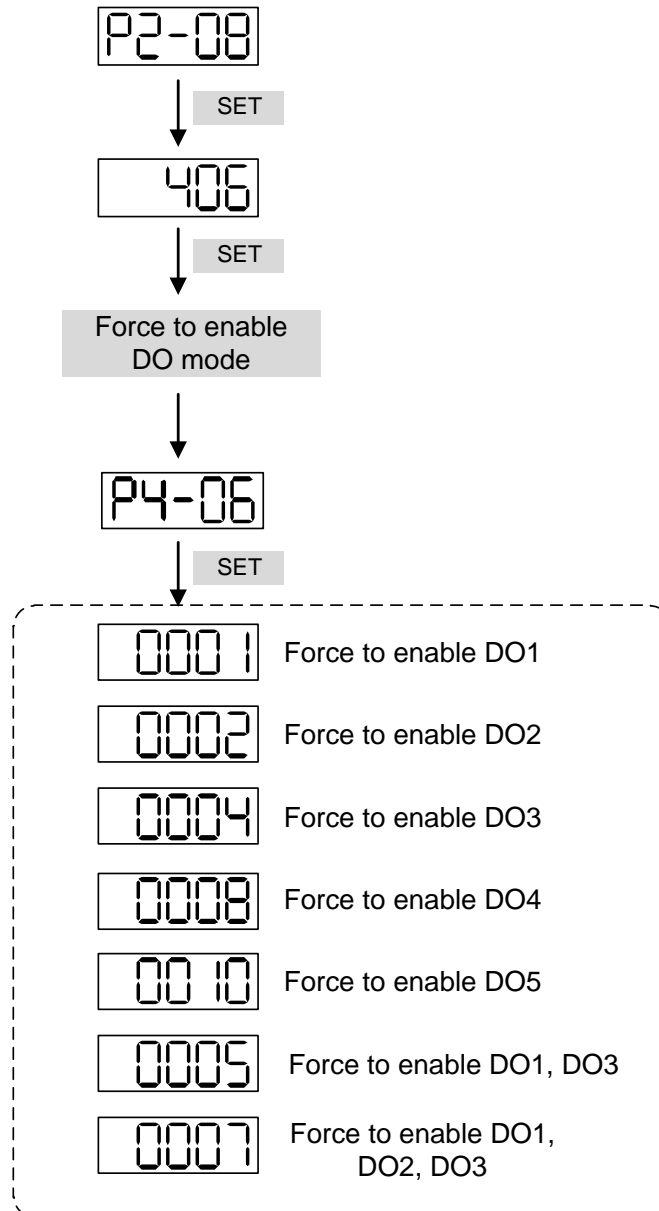 P2-08
SET
406
SET
Force to enable
DO mode
P4-06
SET
0001 Force to enable DO1
0002 Force to enable DO2
0004 Force to enable DO3
0008 Force to enable DO4
0010 Force to enable DO5
0005 Force to enable DO1, DO3
0007 Force to enable DO1,
DO2, DO3